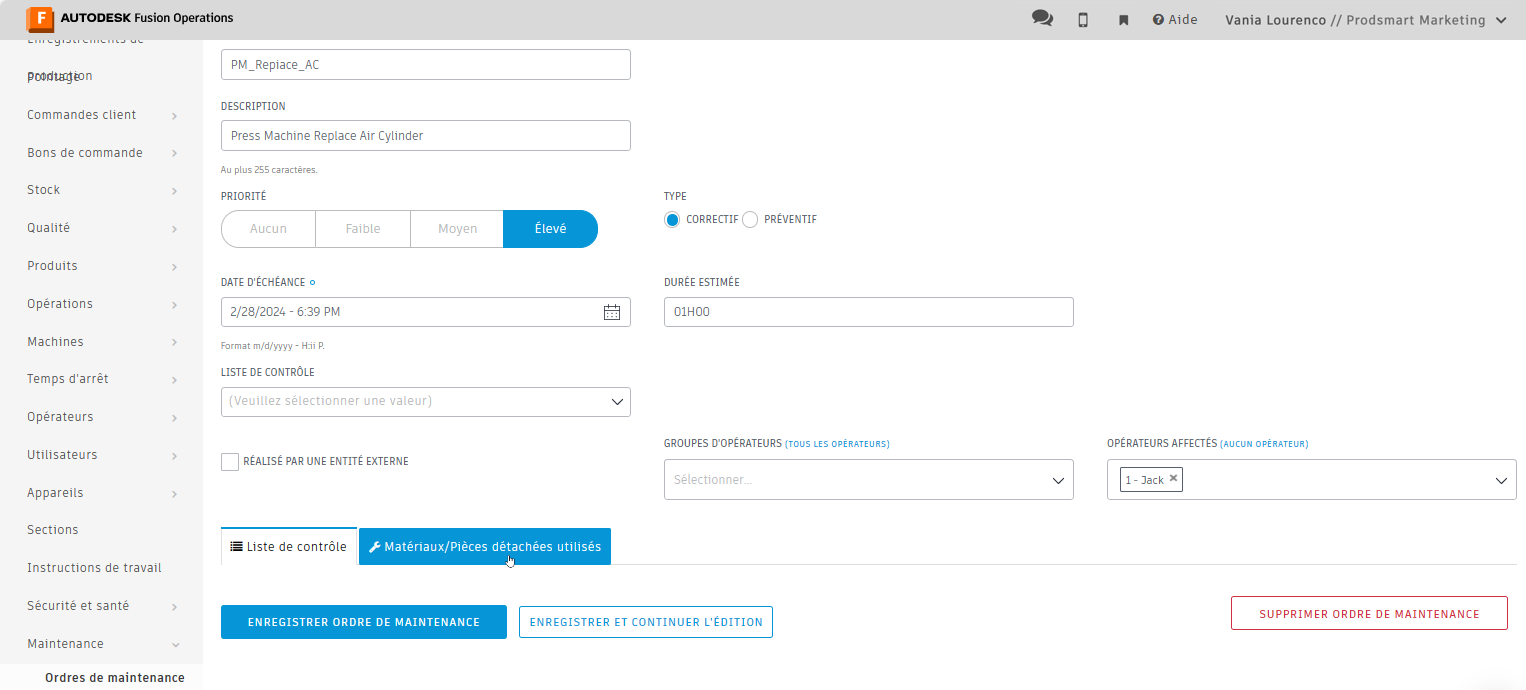 AUTODESK Fusion Operations
Aide
Vania Lourenco // Prodsmart Marketing
Enregistrements de
production
Pointage
Commandes client
Bons de commande
Stock
Qualité
Produits
Opérations
Machines
Temps d'arrêt
Opérateurs
Utilisateurs
Appareils
Sections
Instructions de travail
Sécurité et santé
Maintenance
Ordres de maintenance
PM_Repiace_AC
DESCRIPTION
Press Machine Replace Air Cylinder
Au plus 255 caractères.
PRIORITÉ
Aucun Faible Moyen Élevé
TYPE
CORRECTIF PRÉVENTIF
DATE D'ÉCHÉANCE
2/28/2024 - 6:39 PM
Format m/d/yyyy - H:ii P.
DURÉE ESTIMÉE
01H00
LISTE DE CONTRÔLE
(Veuillez sélectionner une valeur)
RÉALISÉ PAR UNE ENTITÉ EXTERNE
GROUPES D'OPÉRATEURS (TOUS LES OPÉRATEURS)
Sélectionner...
OPÉRATEURS AFFECTÉS (AUCUN OPÉRATEUR)
1 - Jack ×
Liste de contrôle
Matériaux/Pièces détachées utilisés
ENREGISTRER ORDRE DE MAINTENANCE
ENREGISTRER ET CONTINUER L'ÉDITION
SUPPRIMER ORDRE DE MAINTENANCE